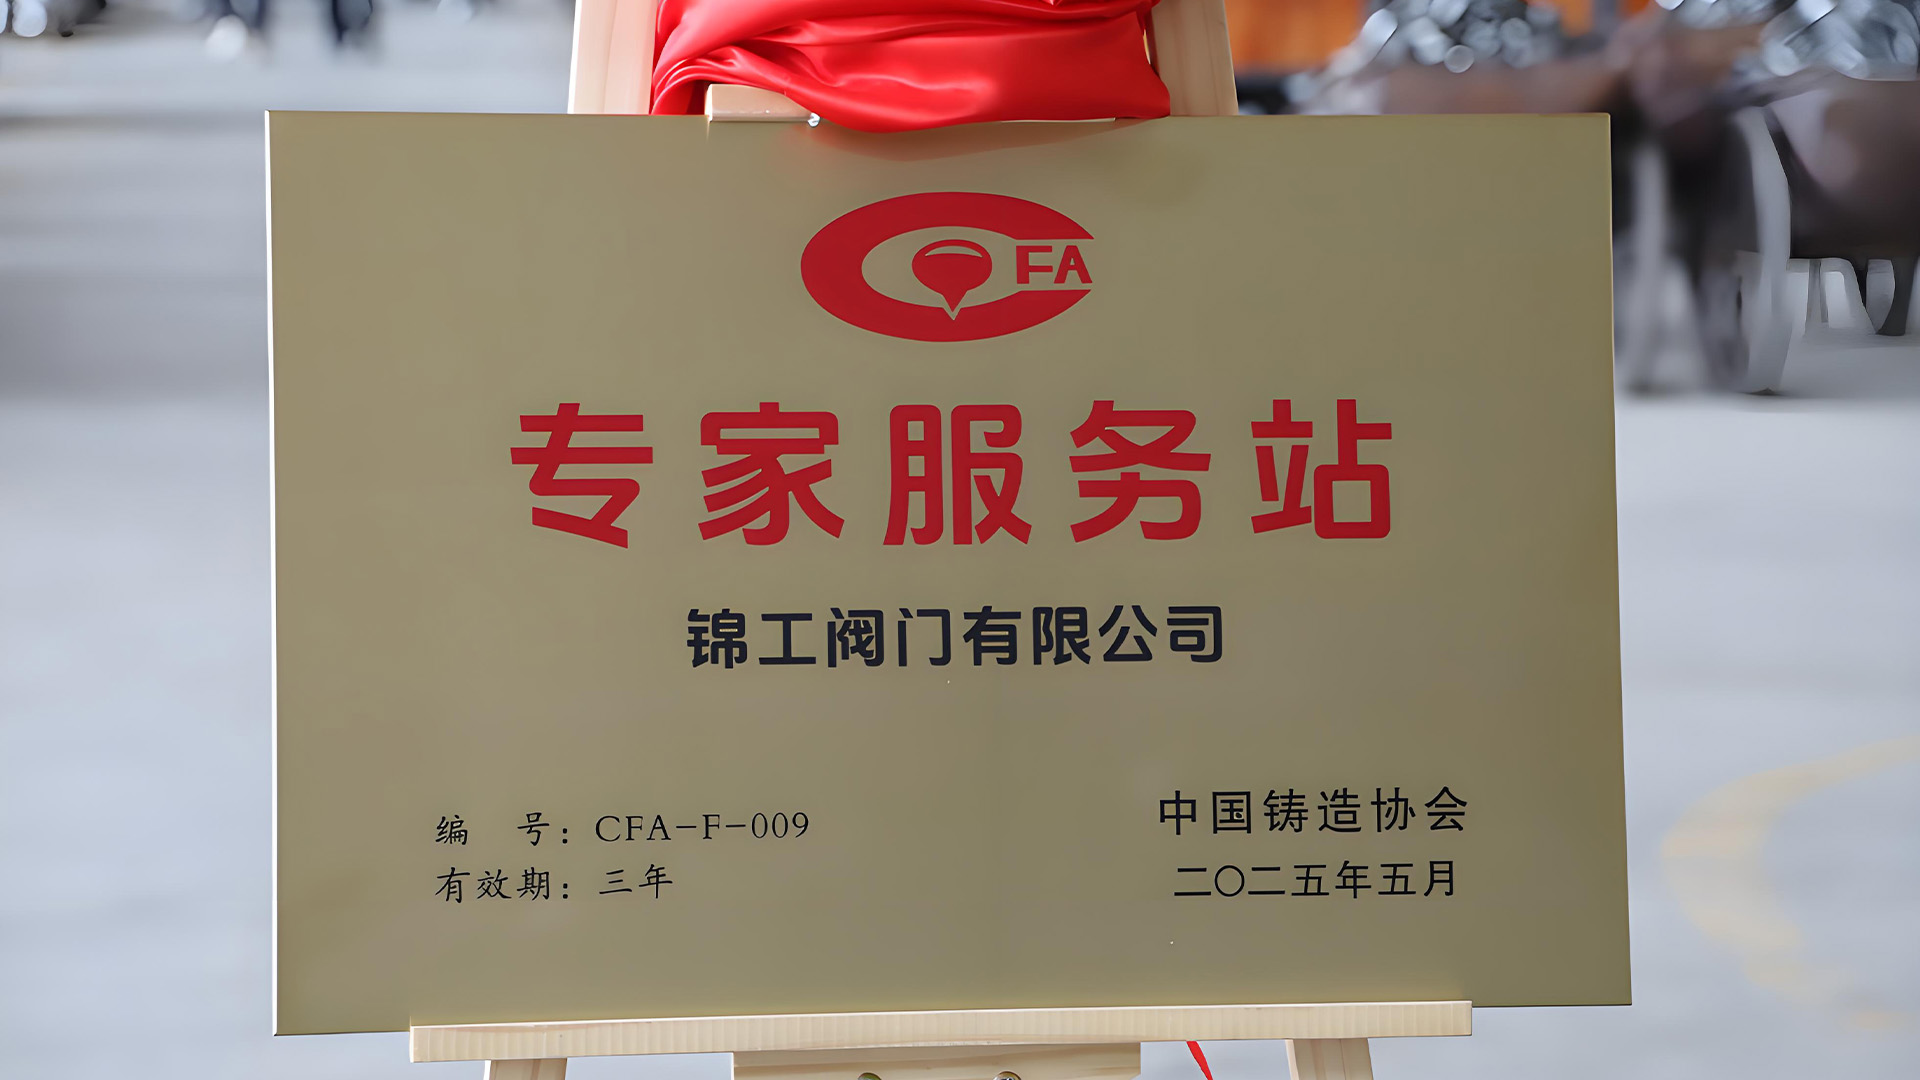 CFA
专家服务站
锦工阀门有限公司
编　号：CFA-F-009
有效期：三年
中国铸造协会
二〇二五年五月